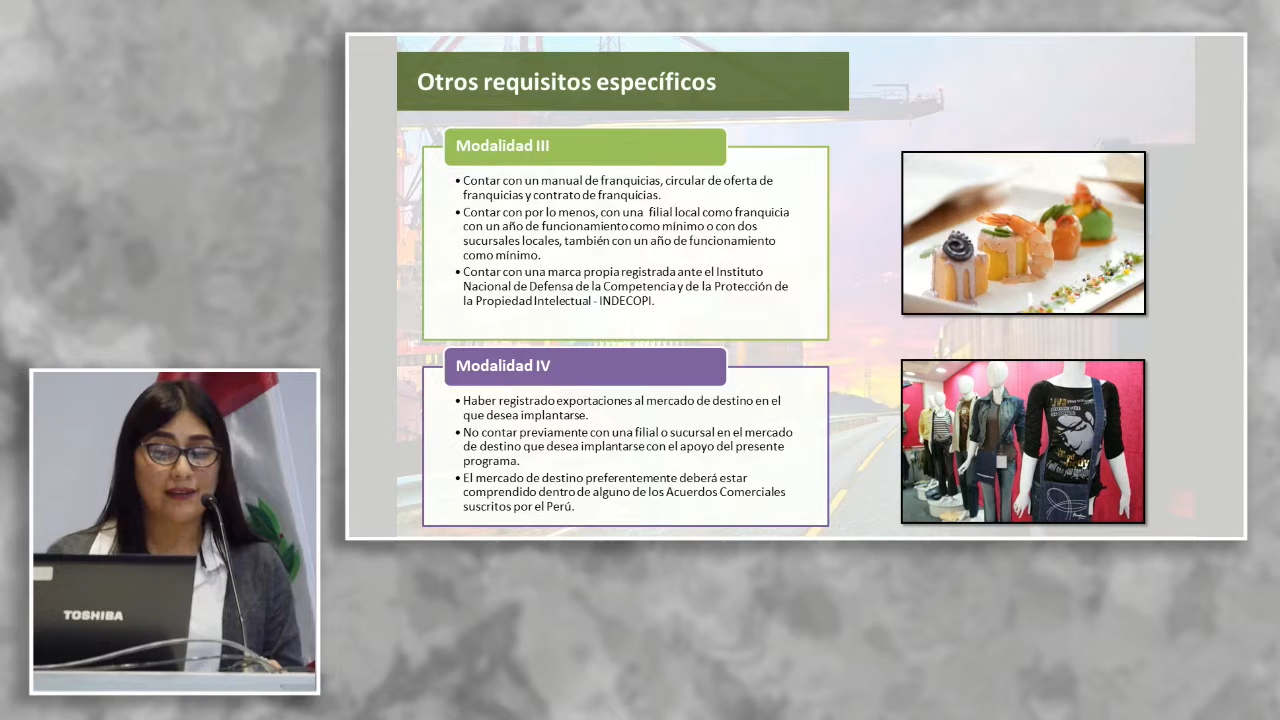 Otros requisitos específicos
Modalidad III
• Contar con un manual de franquicias, circular de oferta de
franquicias y contrato de franquicias.
• Contar con por lo menos, con una filial local como franquicia
con un año de funcionamiento como mínimo o con dos
sucursales locales, también con un año de funcionamiento
como mínimo.
• Contar con una marca propia registrada ante el Instituto
Nacional de Defensa de la Competencia y de la Protección de
la Propiedad Intelectual - INDECOPI.
Modalidad IV
• Haber registrado exportaciones al mercado de destino en el
que desea implantarse.
• No contar previamente con una filial o sucursal en el mercado
de destino que desea implantarse con el apoyo del presente
programa.
• El mercado de destino preferentemente deberá estar
comprendido dentro de alguno de los Acuerdos Comerciales
suscritos por el Perú.
TOSHIBA